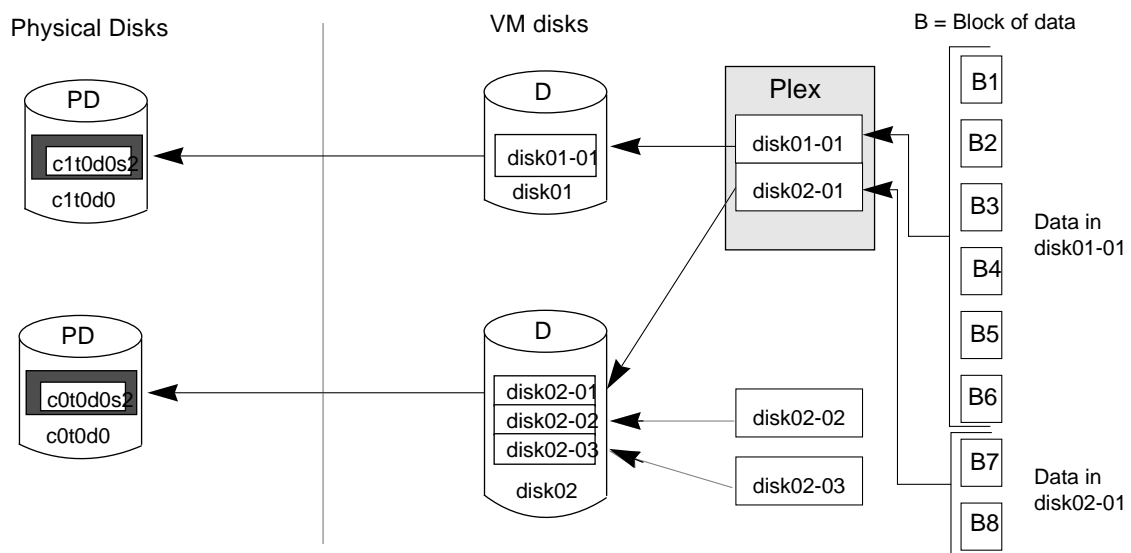 Physical Disks
VM disks
B = Block of data
PD
c1t0d0s2
c1t0d0
D
disk01-01
disk01
Plex
disk01-01
disk02-01
B1
B2
B3
B4
B5
B6
Data in
disk01-01
PD
c0t0d0s2
c0t0d0
D
disk02-01
disk02-02
disk02-03
disk02
disk02-02
disk02-03
B7
B8
Data in
disk02-01